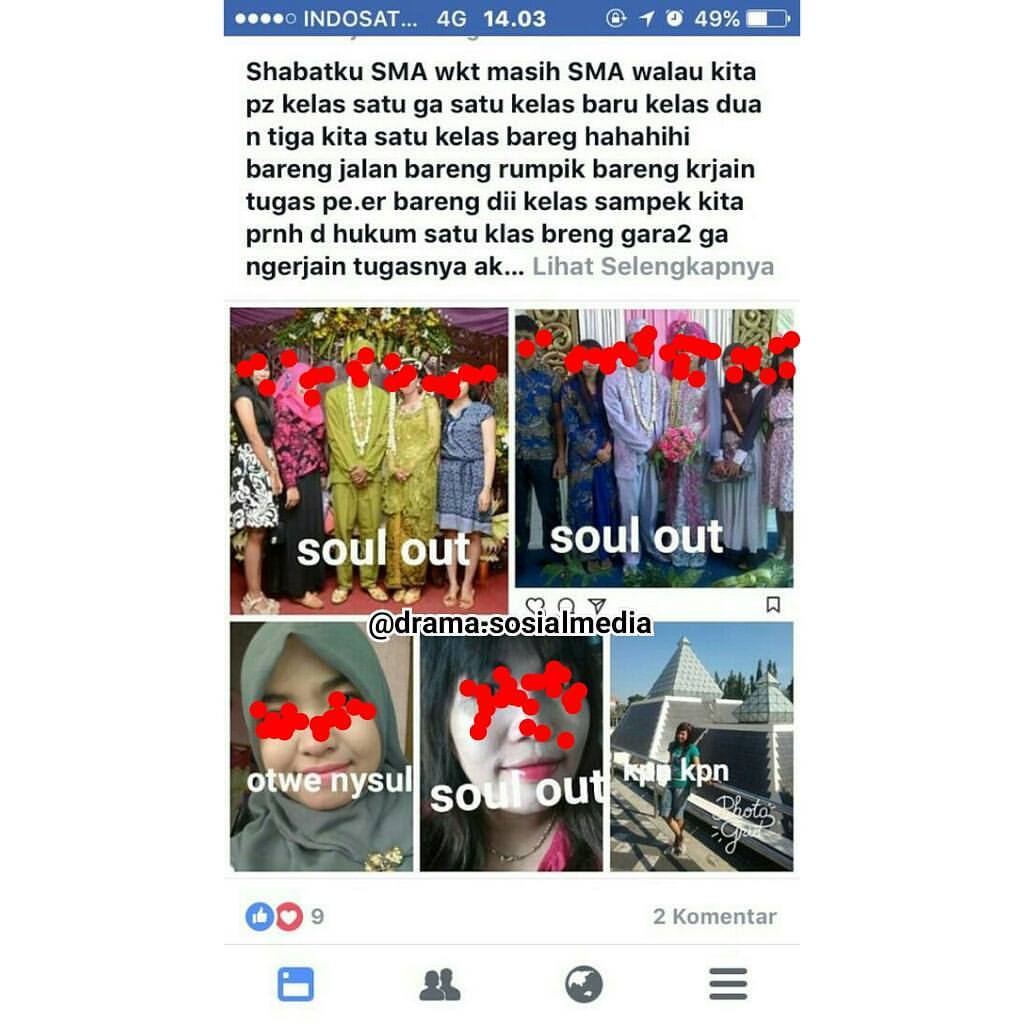 INDOSAT... 4G 14.03 49%
Shabatku SMA wkt masih SMA walau kita
pz kelas satu ga satu kelas baru kelas dua
n tiga kita satu kelas bareg hahahihi
bareng jalan bareng rumpik bareng krjain
tugas pe.er bareng dii kelas sampek kita
prnh d hukum satu klas breng gara2 ga
ngerjain tugasnya ak... Lihat Selengkapnya
soul out
soul out
@drama.sosialmedia
otwe nysul
soul out
kpn kpn
Photo
Grid
9
2 Komentar